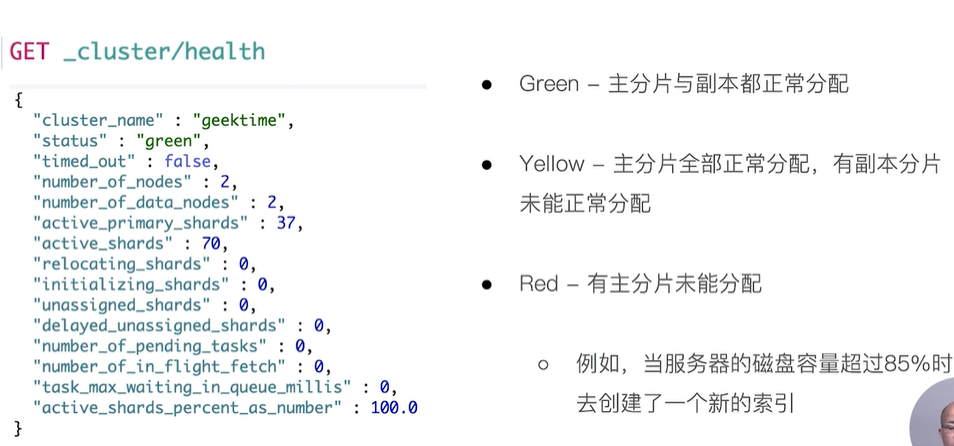 GET _cluster/health
{
"cluster_name" : "geektime",
"status" : "green",
"timed_out" : false,
"number_of_nodes" : 2,
"number_of_data_nodes" : 2,
"active_primary_shards" : 37,
"active_shards" : 70,
"relocating_shards" : 0,
"initializing_shards" : 0,
"unassigned_shards" : 0,
"delayed_unassigned_shards" : 0,
"number_of_pending_tasks" : 0,
"number_of_in_flight_fetch" : 0,
"task_max_waiting_in_queue_millis" : 0,
"active_shards_percent_as_number" : 100.0
}
● Green – 主分片与副本都正常分配
● Yellow – 主分片全部正常分配，有副本分片
未能正常分配
● Red – 有主分片未能分配
○ 例如，当服务器的磁盘容量超过85%时
去创建了一个新的索引